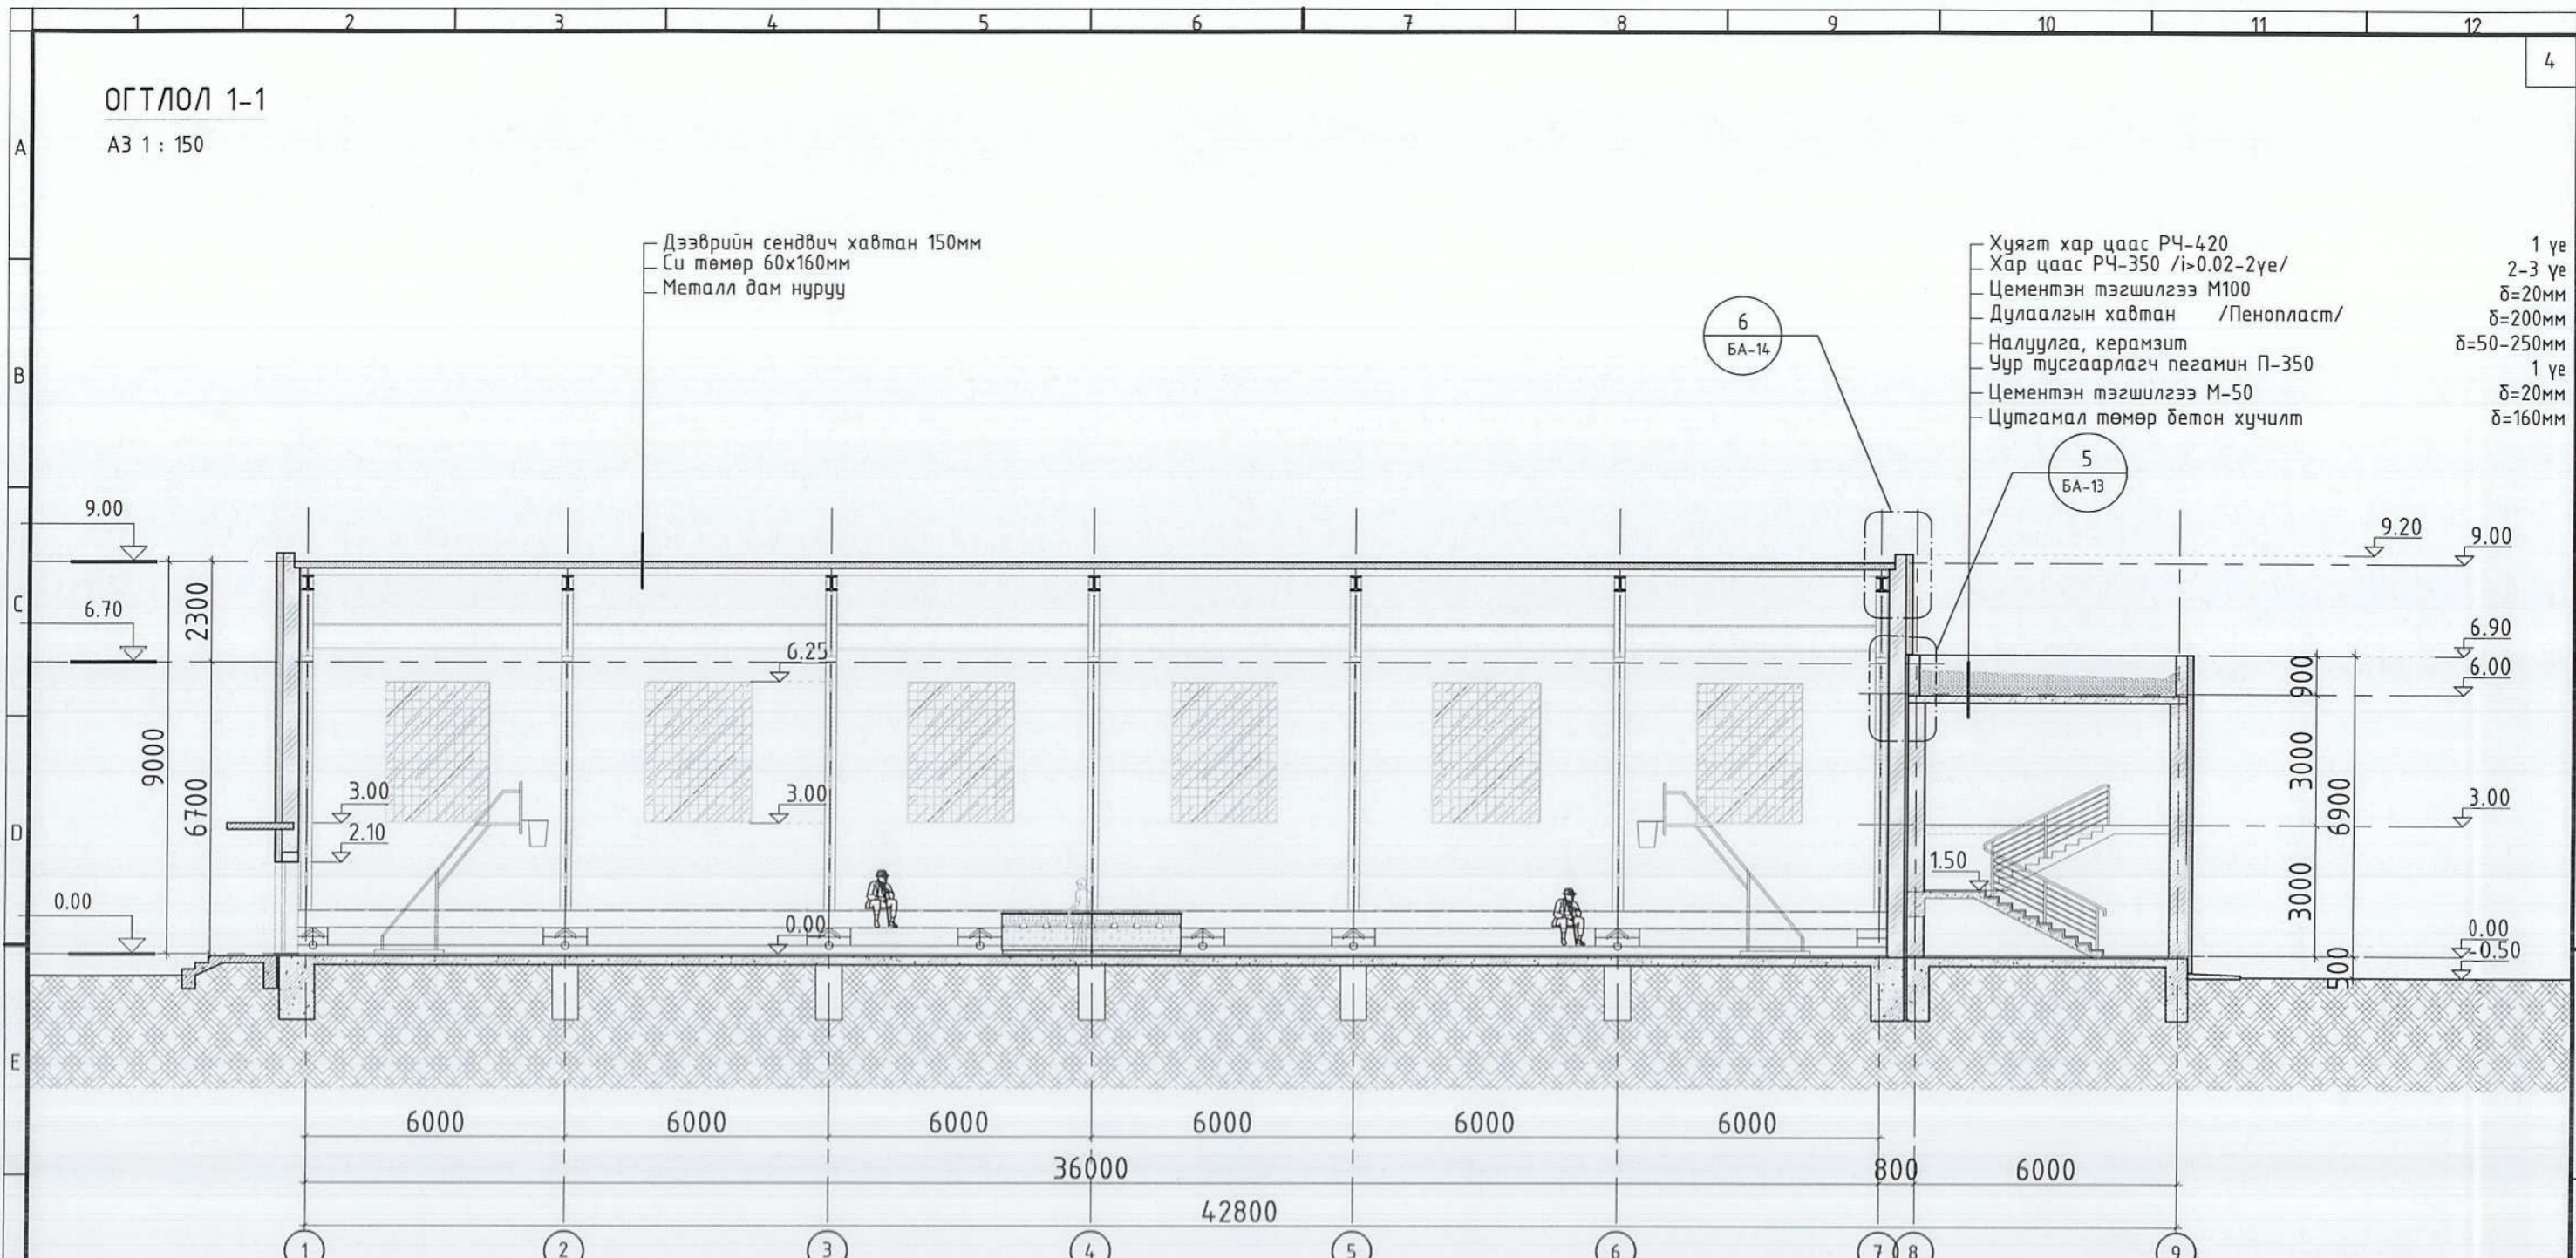 1 2 3 4 5 6 7 8 9 10 11 12
4
ОГТЛОЛ 1-1
А3 1 : 150
A
B
C
D
E
Дээврийн сендвич хавтан 150мм
Си төмөр 60х160мм
Металл дам нуруу
Хуягт хар цаас РЧ-420 1 үе
Хар цаас РЧ-350 /i>0.02-2үе/ 2-3 үе
Цементэн тэгшилгээ М100 δ=20мм
Дулаалгын хавтан /Пенопласт/ δ=200мм
Налуулга, керамзит δ=50-250мм
Уур тусгаарлагч пегамин П-350 1 үе
Цементэн тэгшилгээ М-50 δ=20мм
Цутгамал төмөр бетон хучилт δ=160мм
6
БА-14
5
БА-13
9.00
6.70
0.00
2300
9000
6700
3.00
2.10
6.25
3.00
0.00
1.50
9.20
9.00
6.90
6.00
3.00
0.00
-0.50
900
3000
3000
6900
500
6000 6000 6000 6000 6000 6000
36000 800 6000
42800
1 2 3 4 5 6 7 8 9